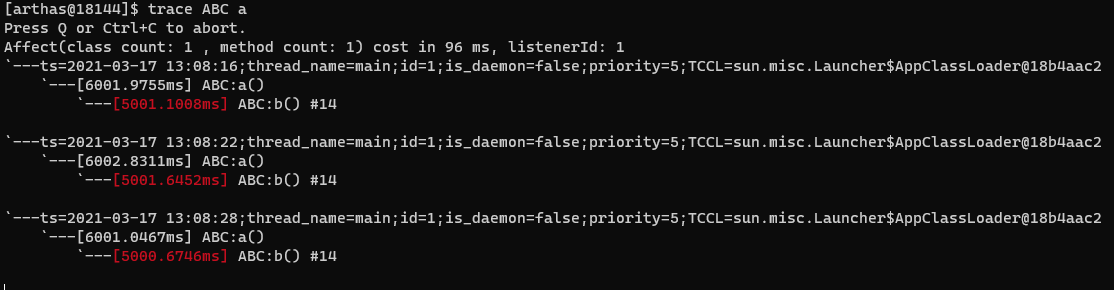 [arthas@18144]$ trace ABC a
Press Q or Ctrl+C to abort.
Affect(class count: 1 , method count: 1) cost in 96 ms, listenerId: 1
`---ts=2021-03-17 13:08:16;thread_name=main;id=1;is_daemon=false;priority=5;TCCL=sun.misc.Launcher$AppClassLoader@18b4aac2
    `---[6001.9755ms] ABC:a()
        `---[5001.1008ms] ABC:b() #14
`---ts=2021-03-17 13:08:22;thread_name=main;id=1;is_daemon=false;priority=5;TCCL=sun.misc.Launcher$AppClassLoader@18b4aac2
    `---[6002.8311ms] ABC:a()
        `---[5001.6452ms] ABC:b() #14
`---ts=2021-03-17 13:08:28;thread_name=main;id=1;is_daemon=false;priority=5;TCCL=sun.misc.Launcher$AppClassLoader@18b4aac2
    `---[6001.0467ms] ABC:a()
        `---[5000.6746ms] ABC:b() #14